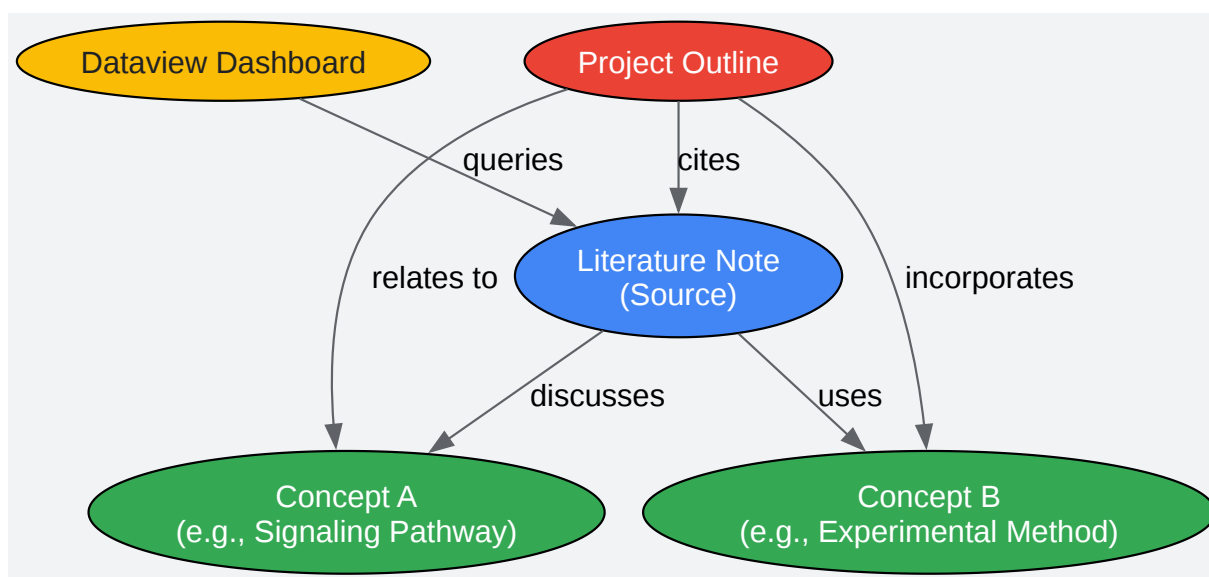 Dataview Dashboard
Project Outline
queries
cites
Literature Note
(Source)
relates to
incorporates
discusses
uses
Concept A
(e.g., Signaling Pathway)
Concept B
(e.g., Experimental Method)